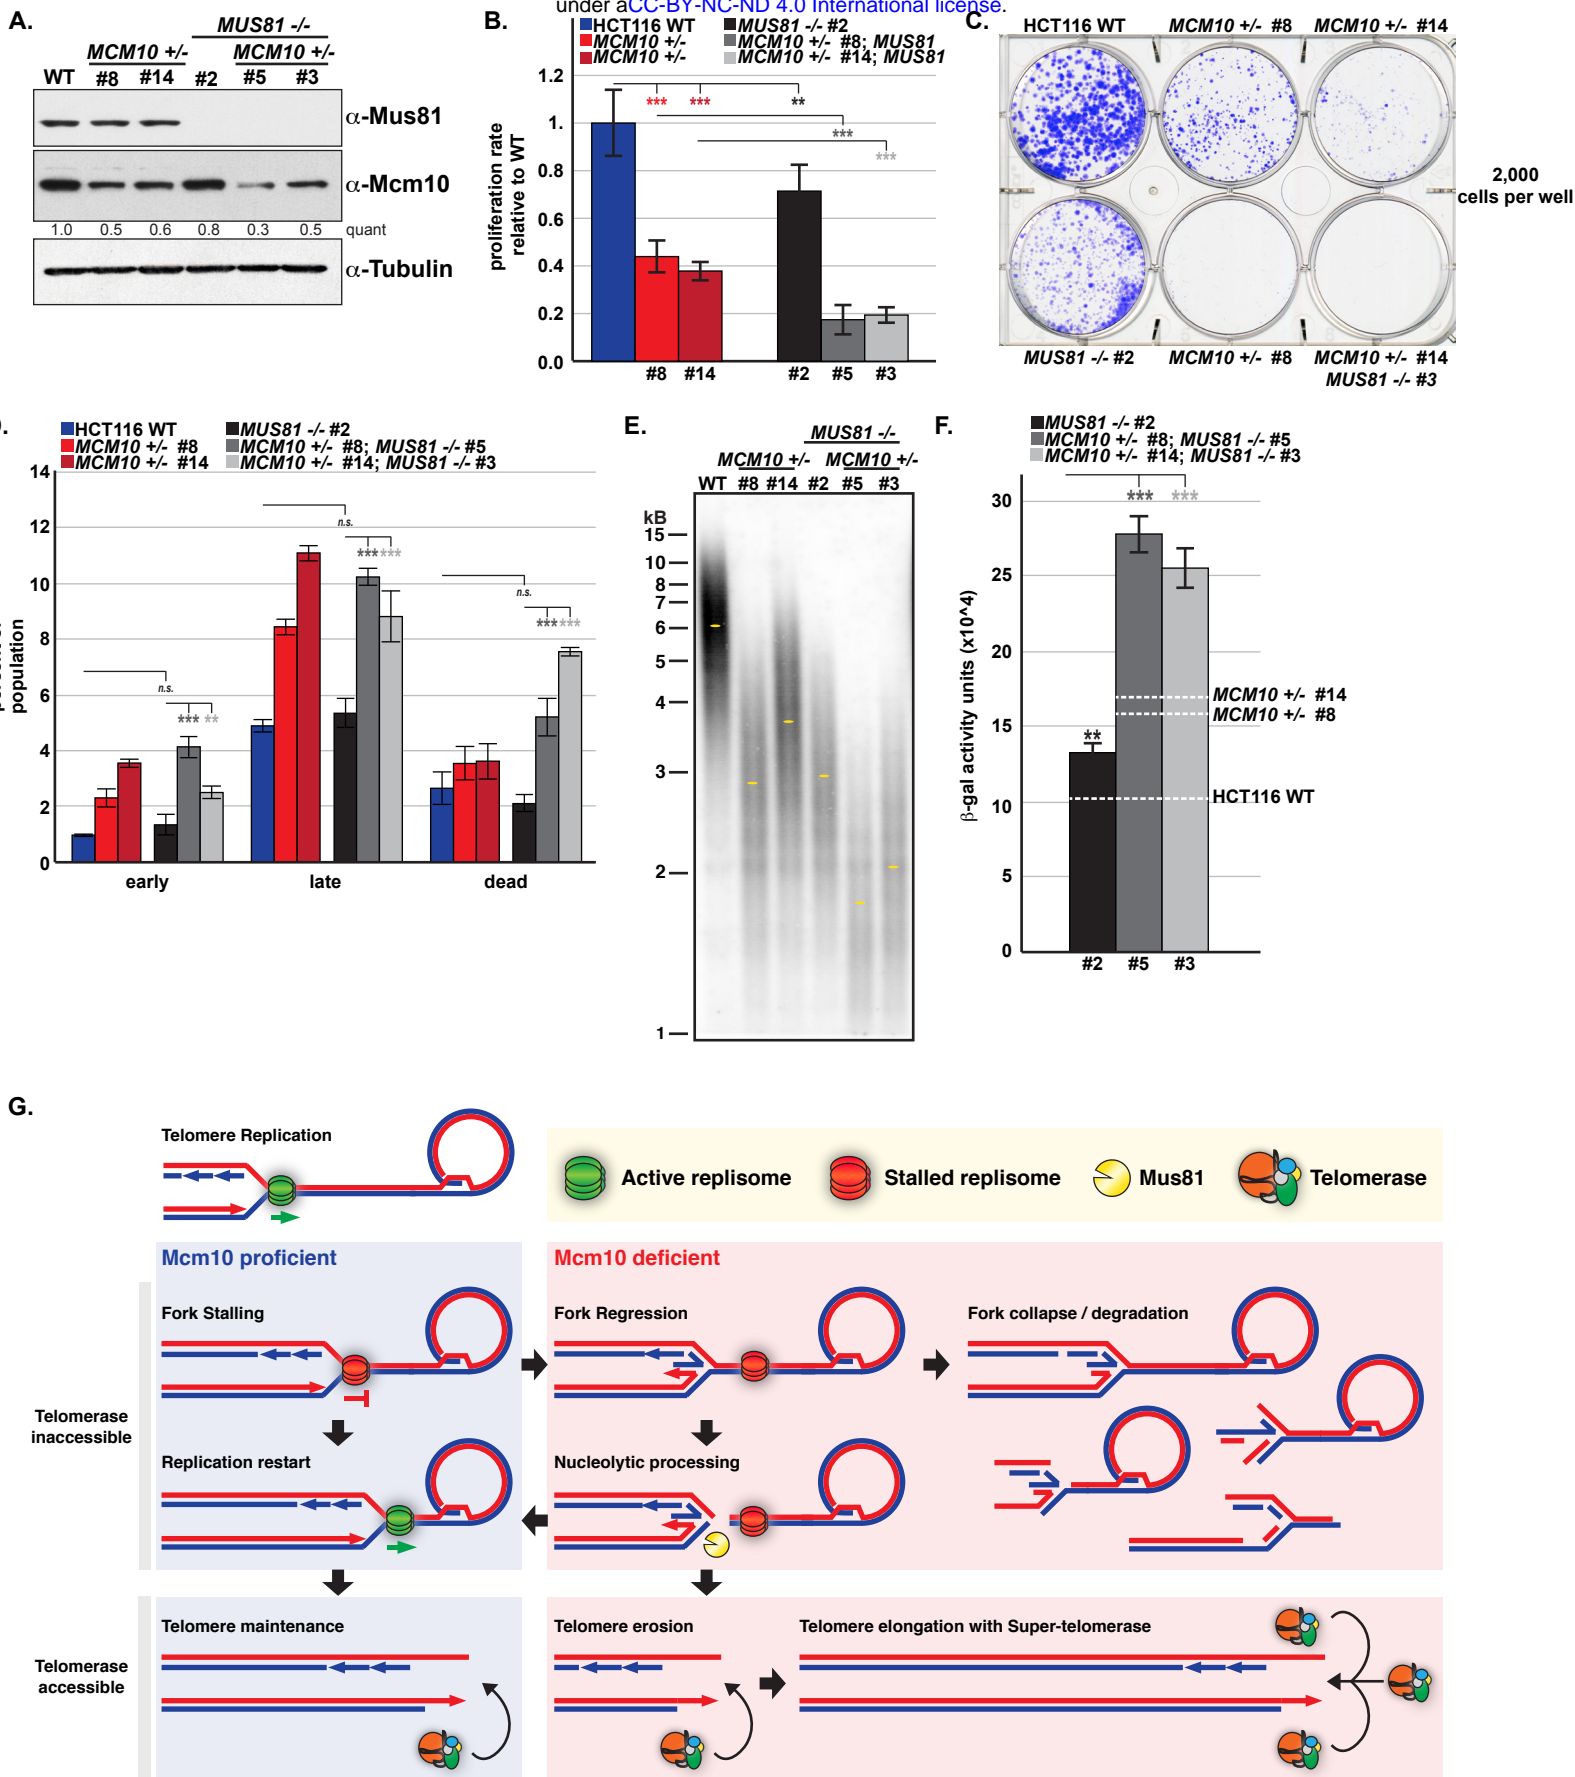 under aCC-BY-NC-ND 4.0 International license.
A.
MUS81 -/-
MCM10 +/- MCM10 +/-
WT #8 #14 #2 #5 #3
α-Mus81
α-Mcm10
1.0 0.5 0.6 0.8 0.3 0.5 quant
α-Tubulin
B.
HCT116 WT MUS81 -/- #2
MCM10 +/- MCM10 +/- #8; MUS81
MCM10 +/- MCM10 +/- #14; MUS81
proliferation rate
relative to WT
1.2
1.
0.8
0.6
0.4
0.2
0.0
*** *** **
***
***
#8 #14 #2 #5 #3
C.
HCT116 WT MCM10 +/- #8 MCM10 +/- #14
2,000
cells per well
MUS81 -/- #2 MCM10 +/- #8 MCM10 +/- #14
MUS81 -/- #3
HCT116 WT MUS81 -/- #2
MCM10 +/- #8 MCM10 +/- #8; MUS81 -/- #5
MCM10 +/- #14 MCM10 +/- #14; MUS81 -/- #3
population
14
12
10
8
6
4
2
0
n.s. *** **
n.s. *** ***
n.s. *** ***
early late dead
E.
MUS81 -/-
MCM10 +/- MCM10 +/-
WT #8 #14 #2 #5 #3
kB
15
10
8
7
6
5
4
3
2
1
F.
MUS81 -/- #2
MCM10 +/- #8; MUS81 -/- #5
MCM10 +/- #14; MUS81 -/- #3
β-gal activity units (x10^4)
30
25
20
15
10
5
0
*** ***
**
MCM10 +/- #14
MCM10 +/- #8
HCT116 WT
#2 #5 #3
G.
Telomere Replication
Active replisome Stalled replisome Mus81 Telomerase
Mcm10 proficient Mcm10 deficient
Fork Stalling Fork Regression Fork collapse / degradation
Telomerase
inaccessible
Replication restart Nucleolytic processing
Telomere maintenance Telomere erosion Telomere elongation with Super-telomerase
Telomerase
accessible